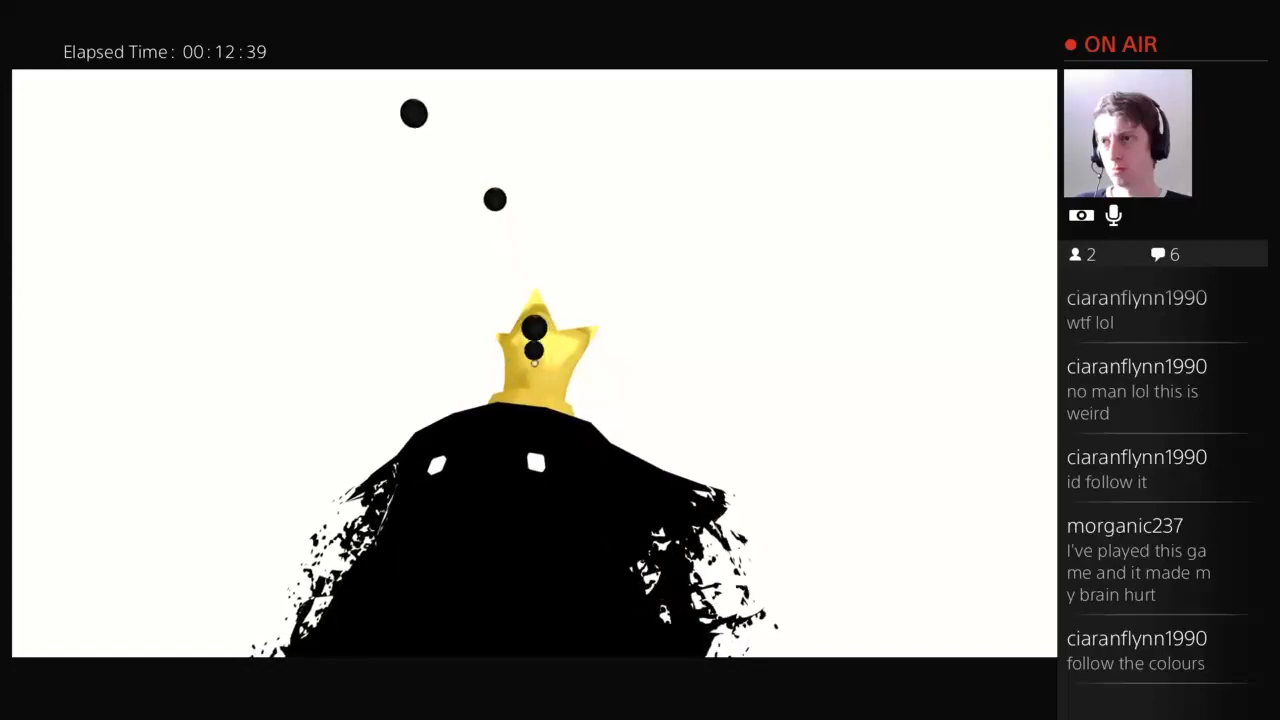 Elapsed Time: 00:12:39
ON AIR
2
6
ciaranflynn1990
wtf lol
ciaranflynn1990
no man lol this is
weird
ciaranflynn1990
id follow it
morganic237
I've played this ga
me and it made m
y brain hurt
ciaranflynn1990
follow the colours